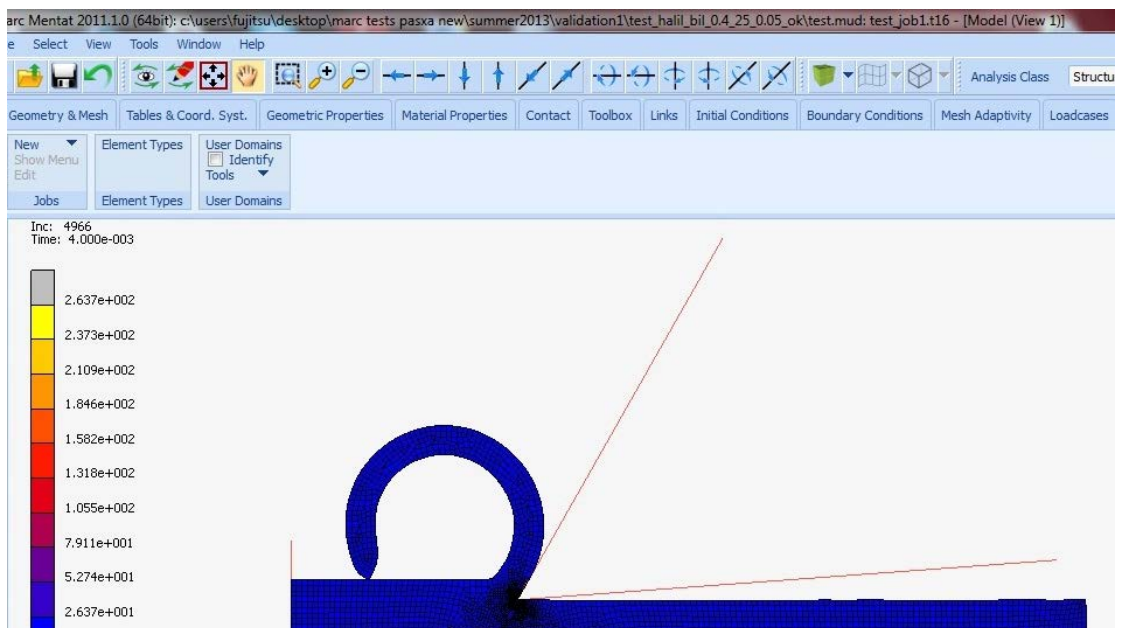 arc Mentat 2011.1.0 (64bit): c:\users\fujitsu\desktop\marc tests pasxa new\summer2013\validation1\test_halil_bil_0.4_25_0.05_ok\test.mud: test_job1.t16 - [Model (View 1)]
e Select View Tools Window Help
Analysis Class Structu
Geometry & Mesh Tables & Coord. Syst. Geometric Properties Material Properties Contact Toolbox Links Initial Conditions Boundary Conditions Mesh Adaptivity Loadcases
New Element Types User Domains
Show Menu Identify
Edit Tools
Jobs Element Types User Domains
Inc: 4966
Time: 4.000e-003
2.637e+002
2.373e+002
2.109e+002
1.846e+002
1.582e+002
1.318e+002
1.055e+002
7.911e+001
5.274e+001
2.637e+001